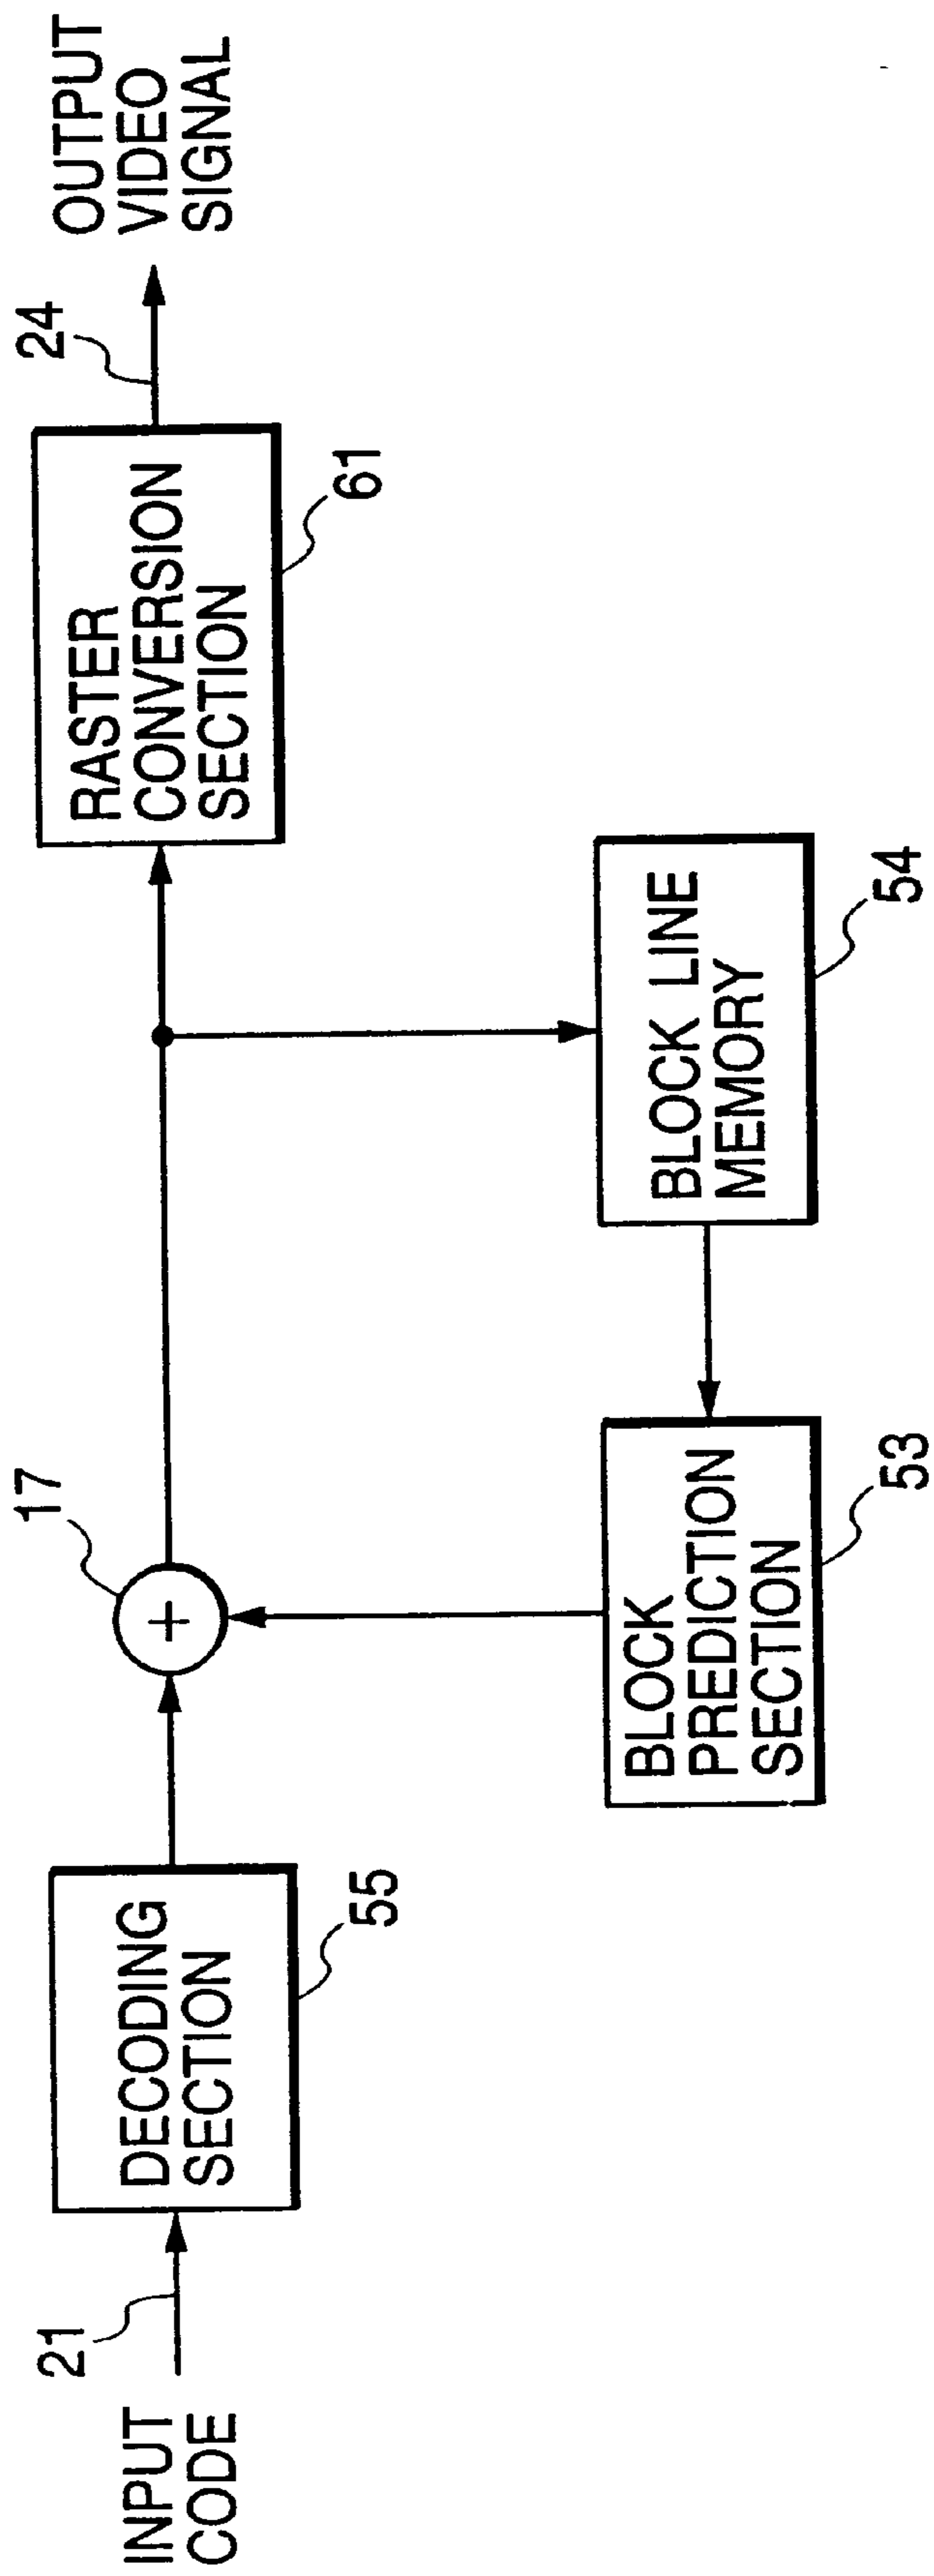 INPUT
CODE
21
DECODING
SECTION
55
17
+
BLOCK
PREDICTION
SECTION
53
BLOCK LINE
MEMORY
54
RASTER
CONVERSION
SECTION
61
24
OUTPUT
VIDEO
SIGNAL